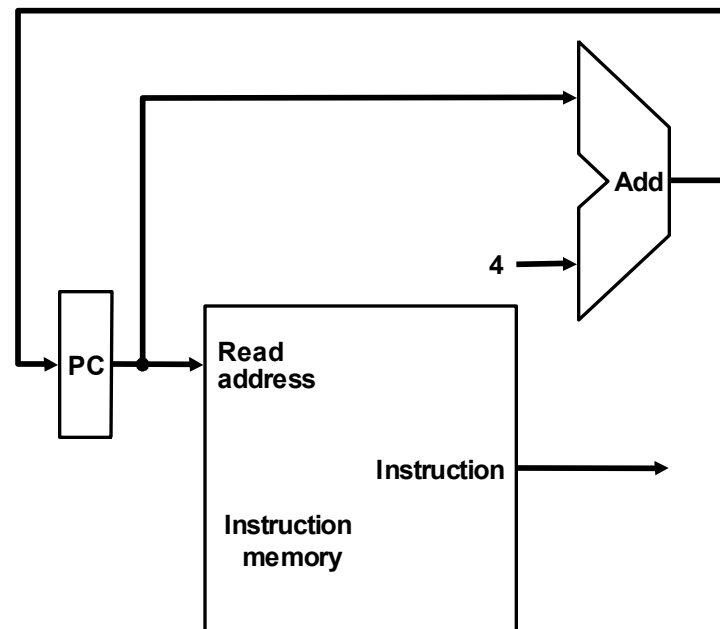 Add
4
PC
Read
address
Instruction
Instruction
memory